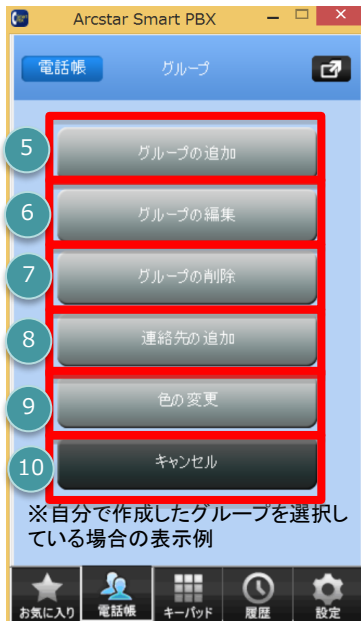 Arcstar Smart PBX
電話帳
グループ
5
グループの追加
6
グループの編集
7
グループの削除
8
連絡先の追加
9
色の変更
10
キャンセル
※自分で作成したグループを選択し
ている場合の表示例
お気に入り
電話帳
キーパッド
履歴
設定